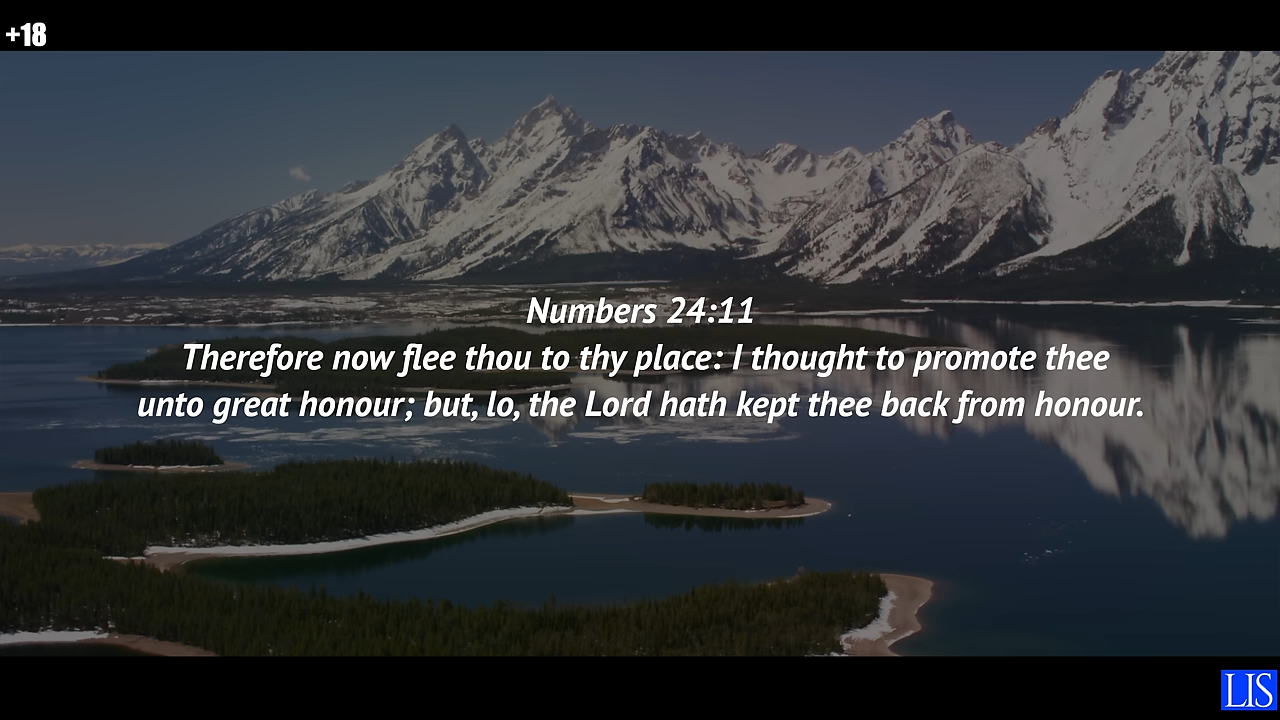 +18
Numbers 24:11
Therefore now flee thou to thy place: I thought to promote thee
unto great honour; but, lo, the Lord hath kept thee back from honour.
LIS